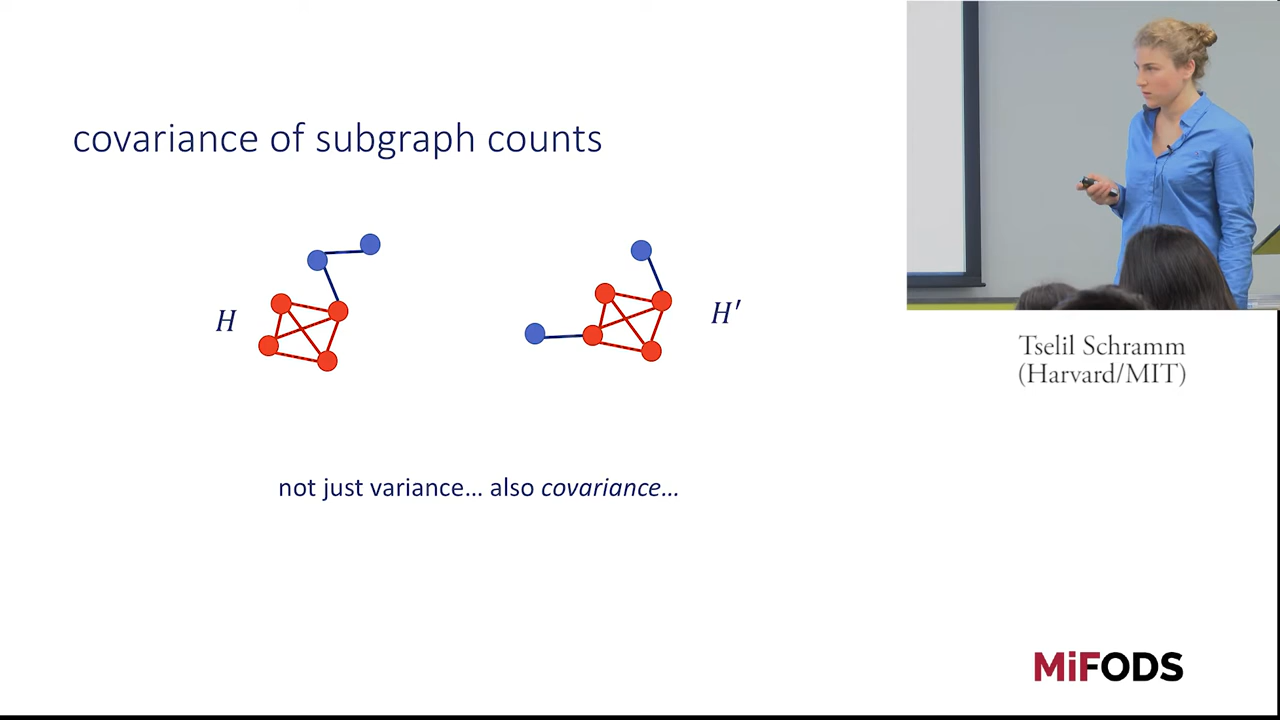 covariance of subgraph counts
H
H′
not just variance... also covariance...
Tselil Schramm
(Harvard/MIT)
MiFODS